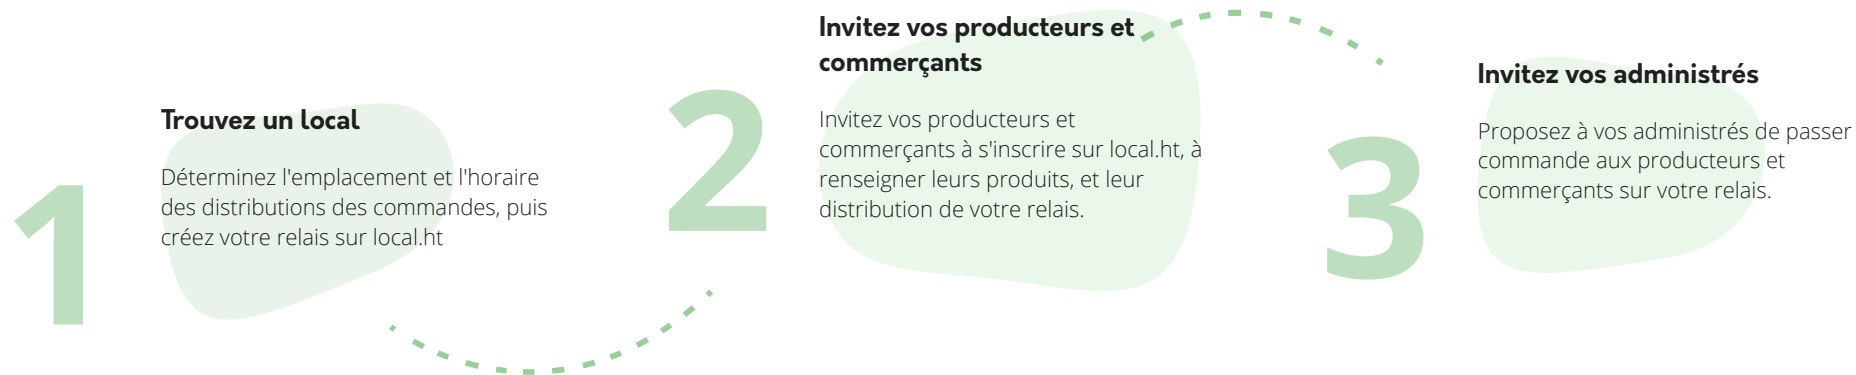 1
Trouvez un local
Déterminez l'emplacement et l'horaire
des distributions des commandes, puis
créez votre relais sur local.ht
2
Invitez vos producteurs et
commerçants
Invitez vos producteurs et
commerçants à s'inscrire sur local.ht, à
renseigner leurs produits, et leur
distribution de votre relais.
3
Invitez vos administrés
Proposez à vos administrés de passer
commande aux producteurs et
commerçants sur votre relais.